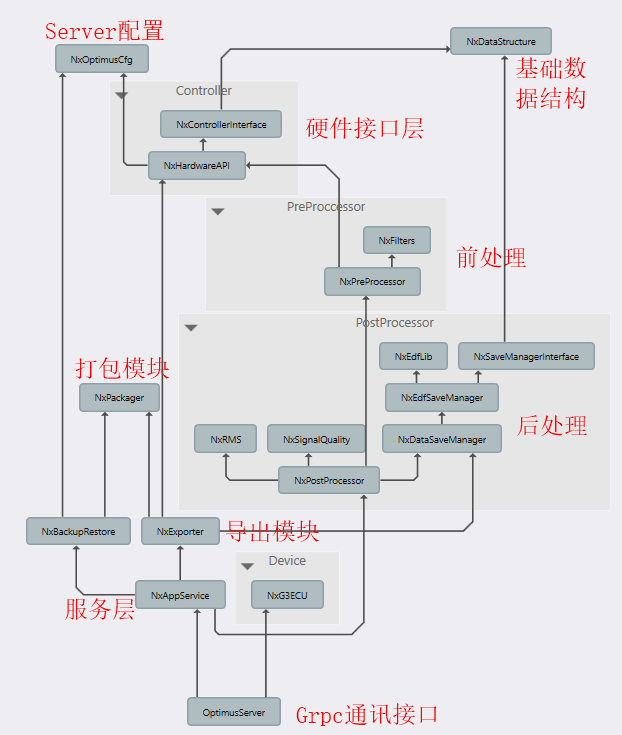 Server配置
NxOptimusCfg
NxDataStructure
基础数
据结构
Controller
NxControllerInterface
硬件接口层
NxHardwareAPI
PreProccessor
NxFilters
前处理
NxPreProcessor
PostProcessor
NxEdfLib
NxSaveManagerInterface
打包模块
NxPackager
NxEdfSaveManager
后处理
NxRMS
NxSignalQuality
NxDataSaveManager
NxPostProcessor
NxBackupRestore
NxExporter
导出模块
Device
NxAppService
NxG3ECU
服务层
OptimusServer
Grpc通讯接口